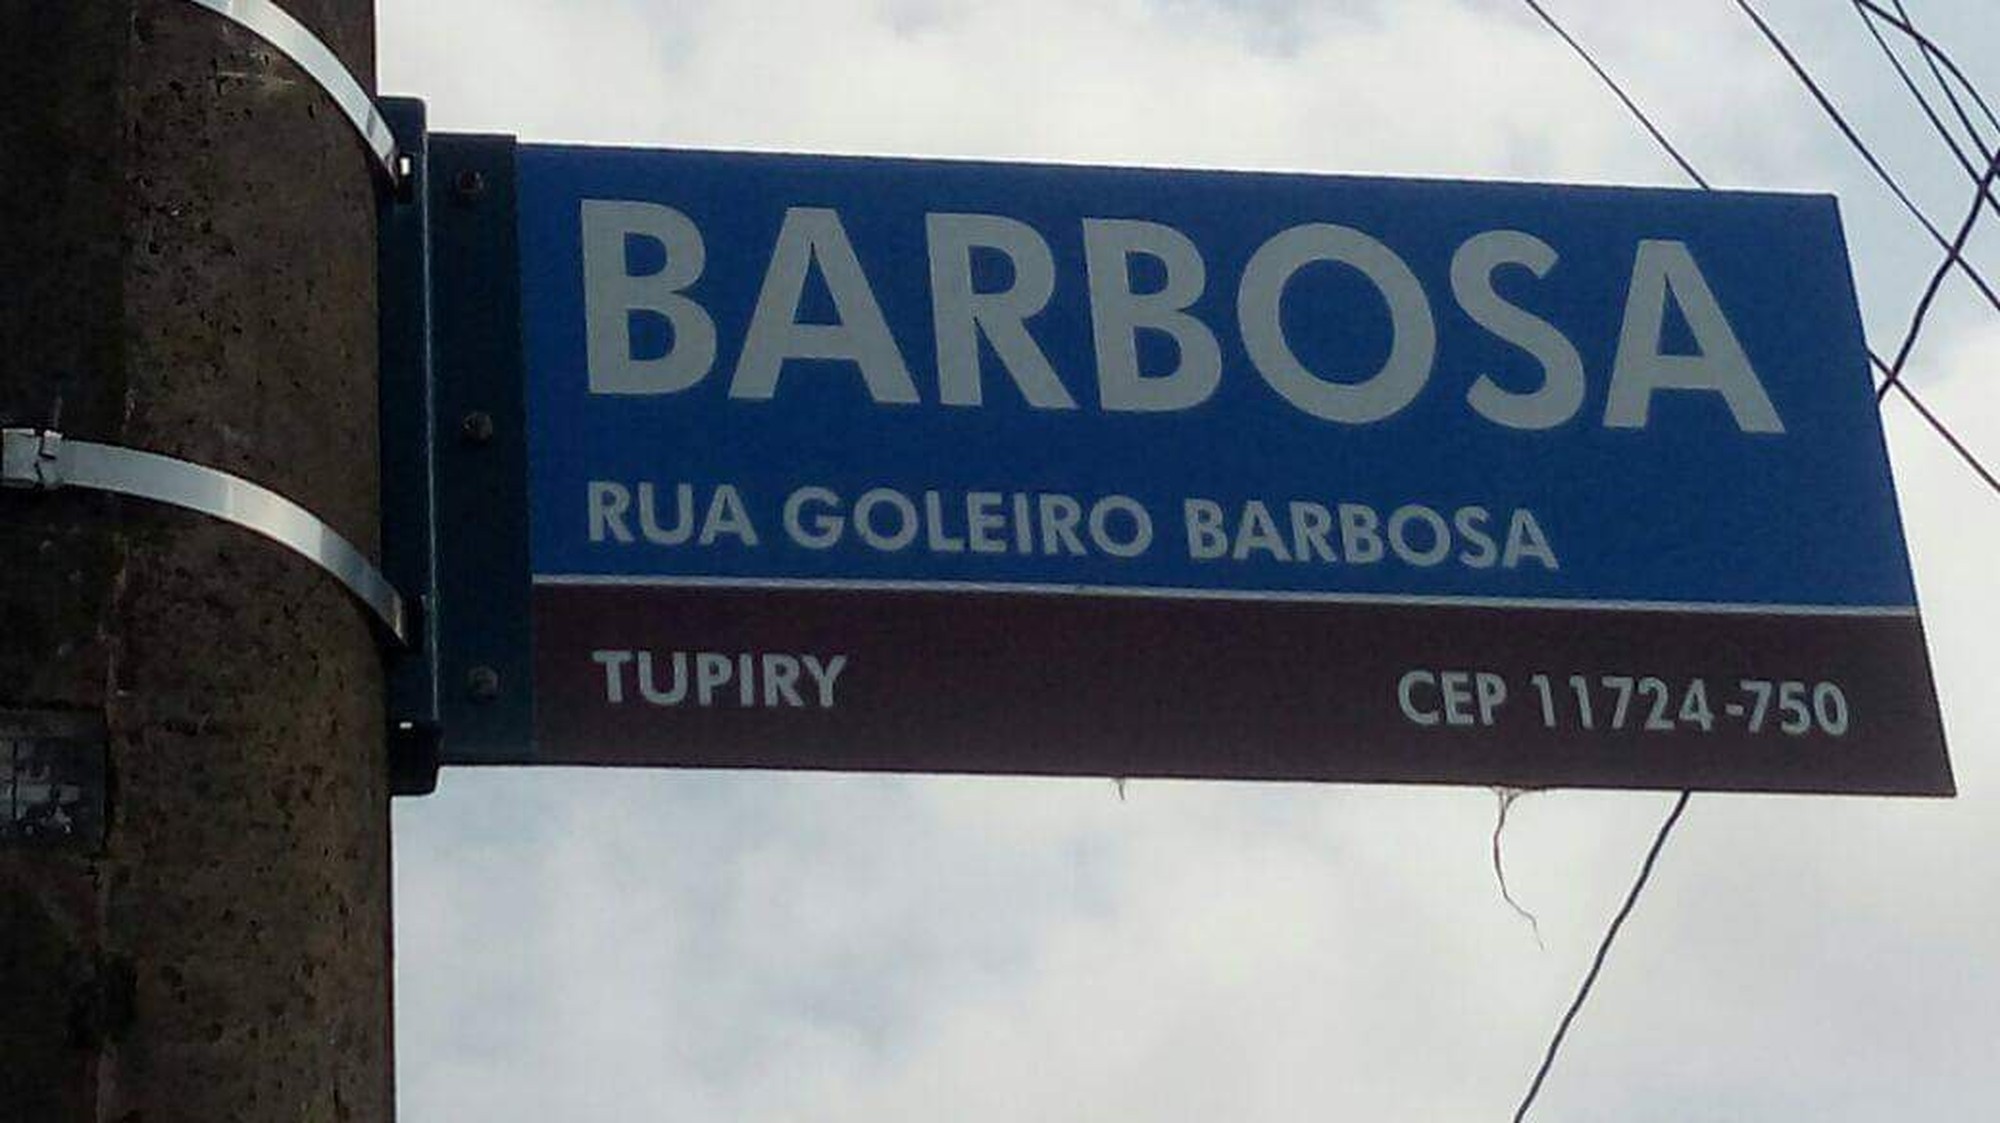 BARBOSA
RUA GOLEIRO BARBOSA
TUPIRY CEP 11724-750